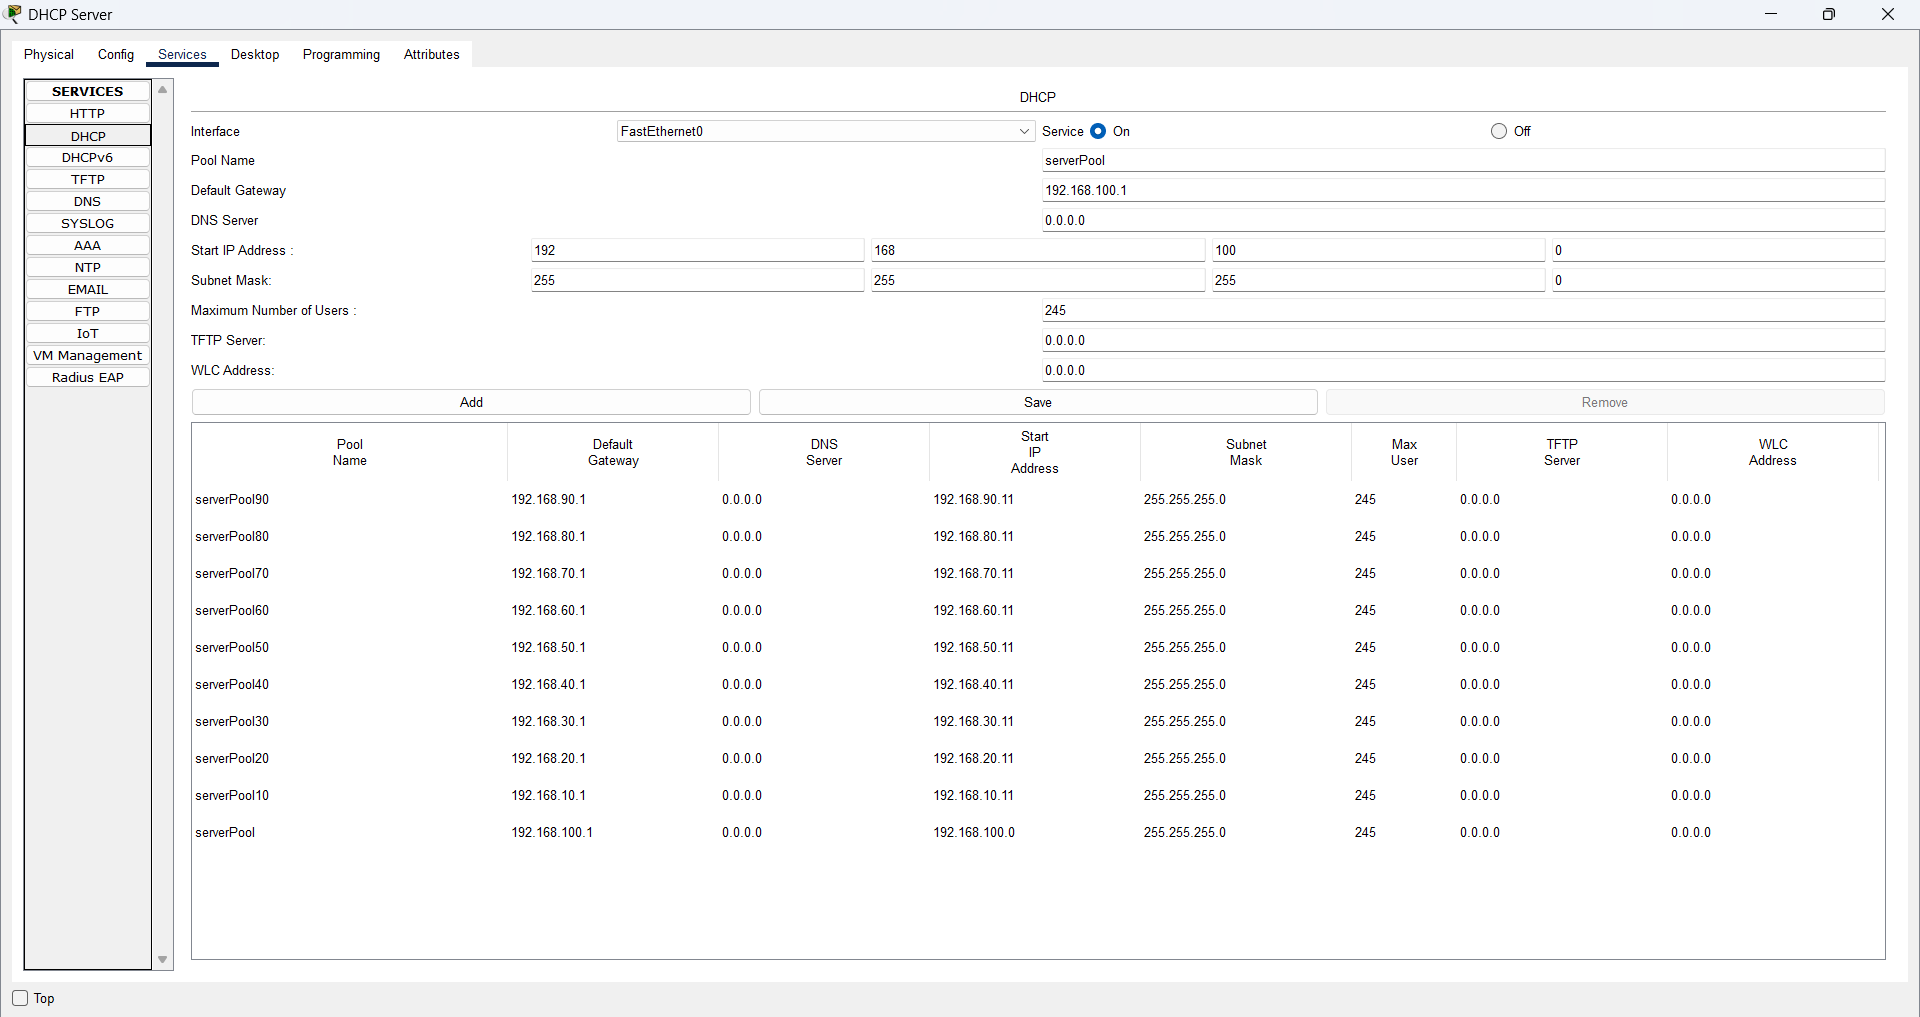 DHCP Server
Physical Config Services Desktop Programming Attributes
SERVICES
HTTP
DHCP
DHCPv6
TFTP
DNS
SYSLOG
AAA
NTP
EMAIL
FTP
IoT
VM Management
Radius EAP
DHCP
Interface FastEthernet0 Service On Off
Pool Name serverPool
Default Gateway 192.168.100.1
DNS Server 0.0.0.0
Start IP Address : 192 168 100 0
Subnet Mask: 255 255 255 0
Maximum Number of Users : 245
TFTP Server: 0.0.0.0
WLC Address: 0.0.0.0
Add Save Remove
Pool Name Default Gateway DNS Server Start IP Address Subnet Mask Max User TFTP Server WLC Address
serverPool90 192.168.90.1 0.0.0.0 192.168.90.11 255.255.255.0 245 0.0.0.0 0.0.0.0
serverPool80 192.168.80.1 0.0.0.0 192.168.80.11 255.255.255.0 245 0.0.0.0 0.0.0.0
serverPool70 192.168.70.1 0.0.0.0 192.168.70.11 255.255.255.0 245 0.0.0.0 0.0.0.0
serverPool60 192.168.60.1 0.0.0.0 192.168.60.11 255.255.255.0 245 0.0.0.0 0.0.0.0
serverPool50 192.168.50.1 0.0.0.0 192.168.50.11 255.255.255.0 245 0.0.0.0 0.0.0.0
serverPool40 192.168.40.1 0.0.0.0 192.168.40.11 255.255.255.0 245 0.0.0.0 0.0.0.0
serverPool30 192.168.30.1 0.0.0.0 192.168.30.11 255.255.255.0 245 0.0.0.0 0.0.0.0
serverPool20 192.168.20.1 0.0.0.0 192.168.20.11 255.255.255.0 245 0.0.0.0 0.0.0.0
serverPool10 192.168.10.1 0.0.0.0 192.168.10.11 255.255.255.0 245 0.0.0.0 0.0.0.0
serverPool 192.168.100.1 0.0.0.0 192.168.100.0 255.255.255.0 245 0.0.0.0 0.0.0.0
Top